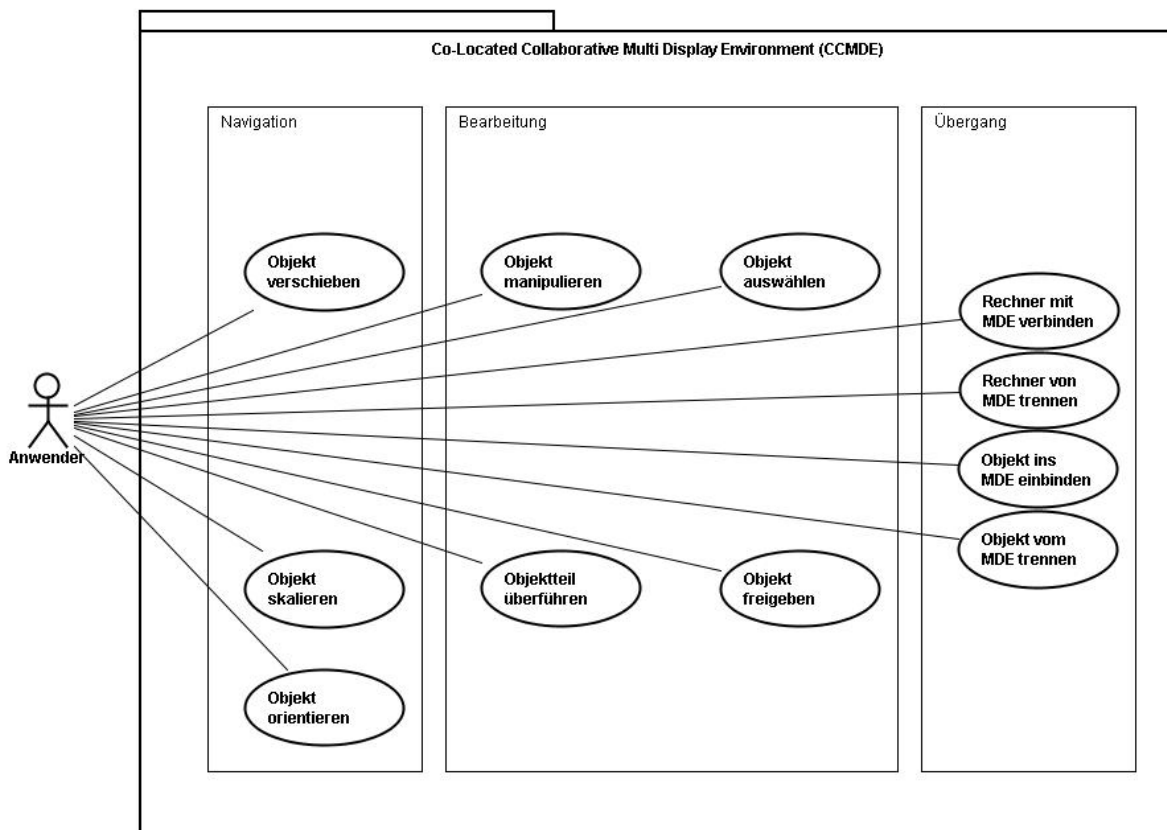 Co-Located Collaborative Multi Display Environment (CCMDE)
Navigation
Bearbeitung
Übergang
Objekt
verschieben
Objekt
manipulieren
Objekt
auswählen
Rechner mit
MDE verbinden
Rechner von
MDE trennen
Anwender
Objekt ins
MDE einbinden
Objekt vom
MDE trennen
Objekt
skalieren
Objektteil
überführen
Objekt
freigeben
Objekt
orientieren